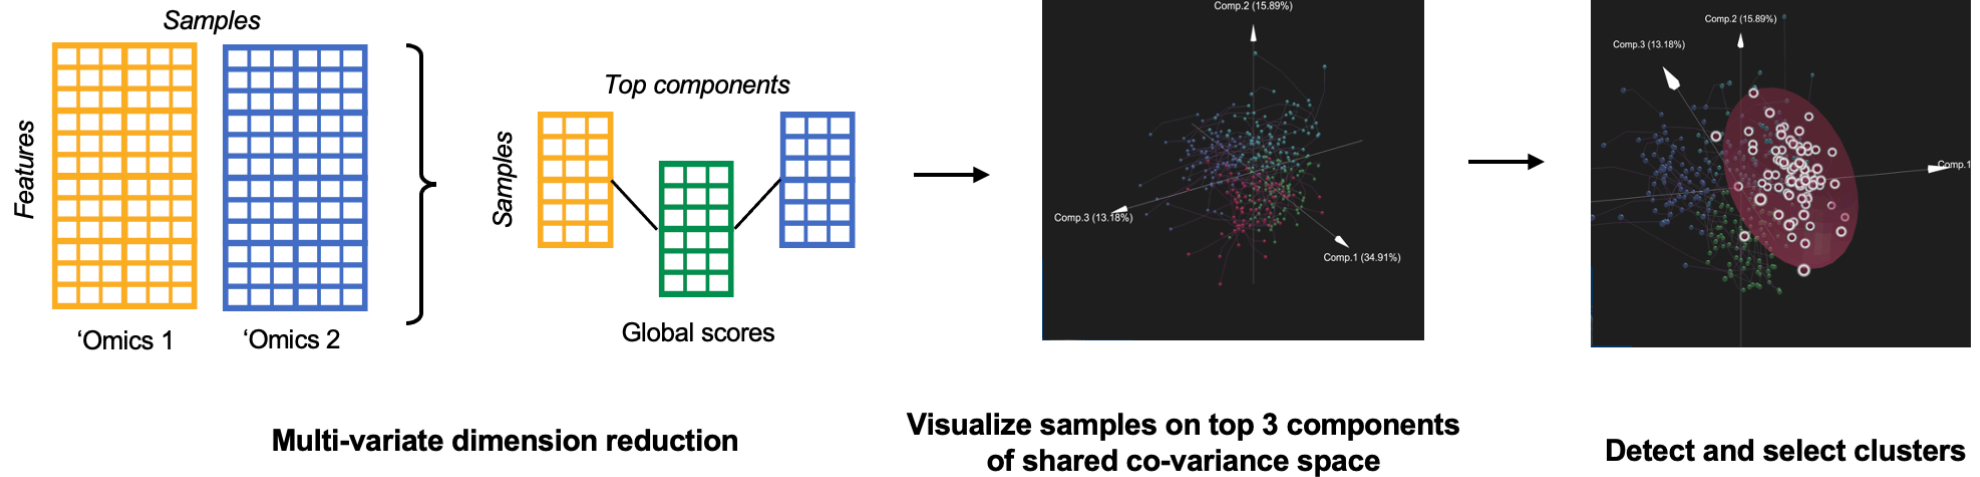 Samples
Features
‘Omics 1
‘Omics 2
Top components
Samples
Global scores
Multi-variate dimension reduction
Comp.2 (15.89%)
Comp.3 (13.18%)
Comp.1 (34.91%)
Visualize samples on top 3 components
of shared co-variance space
Comp.2 (15.89%)
Comp.3 (13.18%)
Comp.1
Detect and select clusters